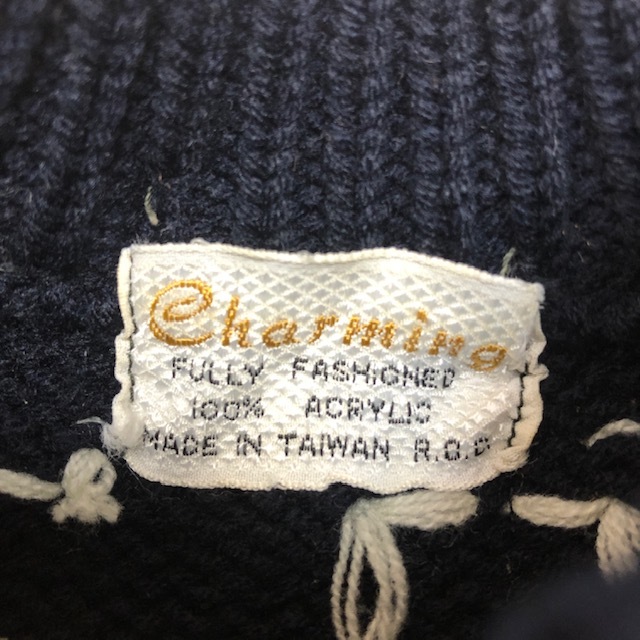 Charming
FULLY FASHIONED
100% ACRYLIC
MADE IN TAIWAN R.O.C